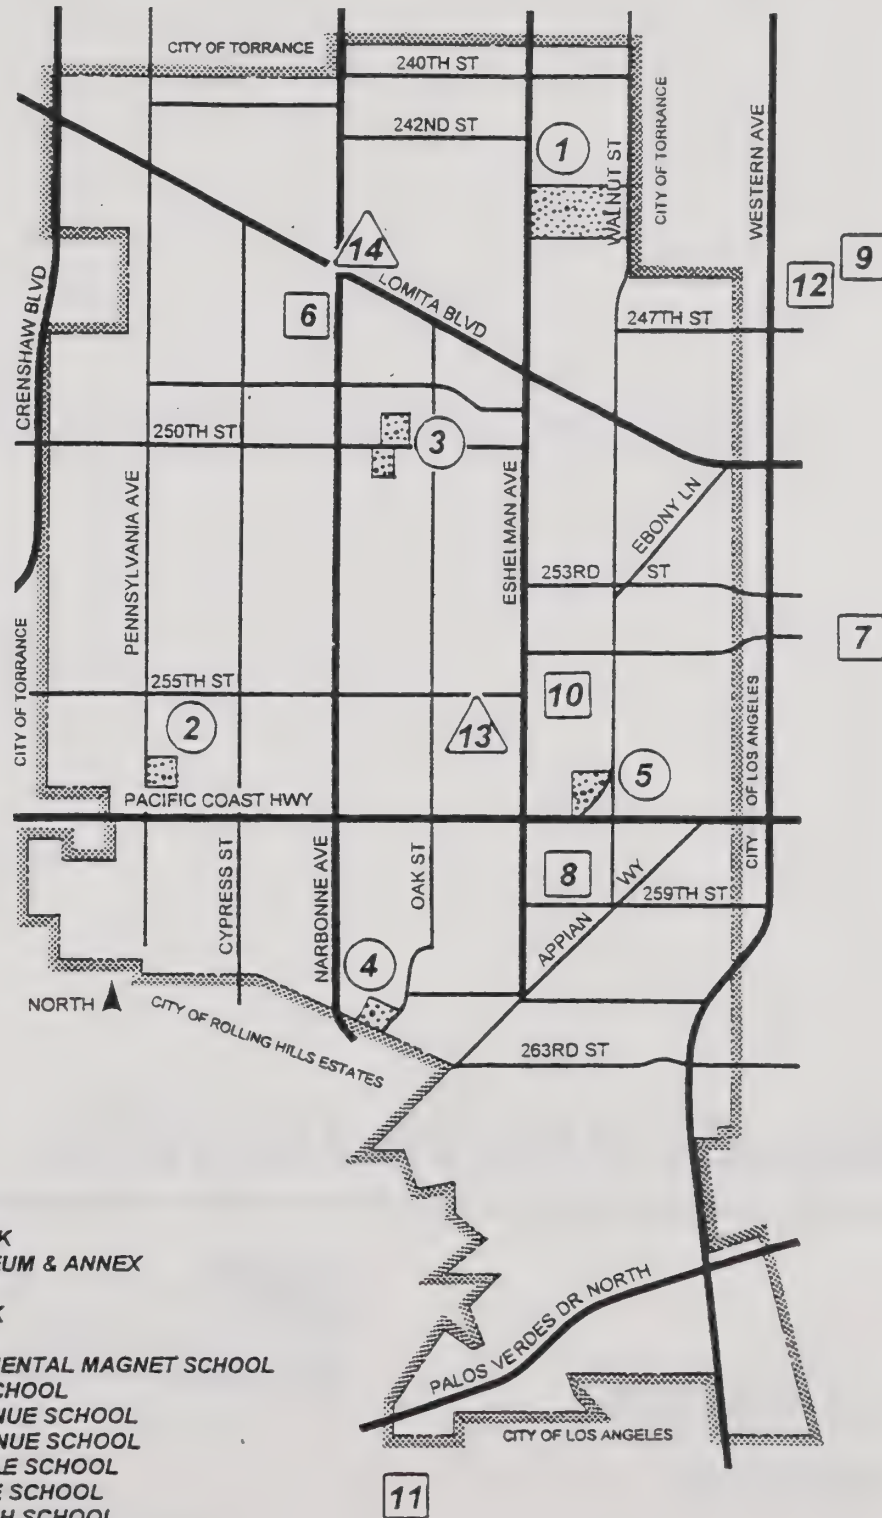 CITY OF TORRANCE
240TH ST
242ND ST
1
WALNUT ST
CITY OF TORRANCE
WESTERN AVE
9
12
14
6
LOMITA BLVD
247TH ST
CRENSHAW BLVD
250TH ST
3
PENNSYLVANIA AVE
ESHELMAN AVE
EBONY LN
253RD ST
7
CITY OF TORRANCE
255TH ST
2
10
13
5
CITY OF LOS ANGELES
PACIFIC COAST HWY
CYPRESS ST
NARBONNE AVE
OAK ST
8
APPIAN WY
259TH ST
4
NORTH
CITY OF ROLLING HILLS ESTATES
263RD ST
PALOS VERDES DR NORTH
CITY OF LOS ANGELES
11
K
UM & ANNEX
K
ENTAL MAGNET SCHOOL
CHOOL
NUE SCHOOL
NUE SCHOOL
LE SCHOOL
E SCHOOL
H SCHOOL